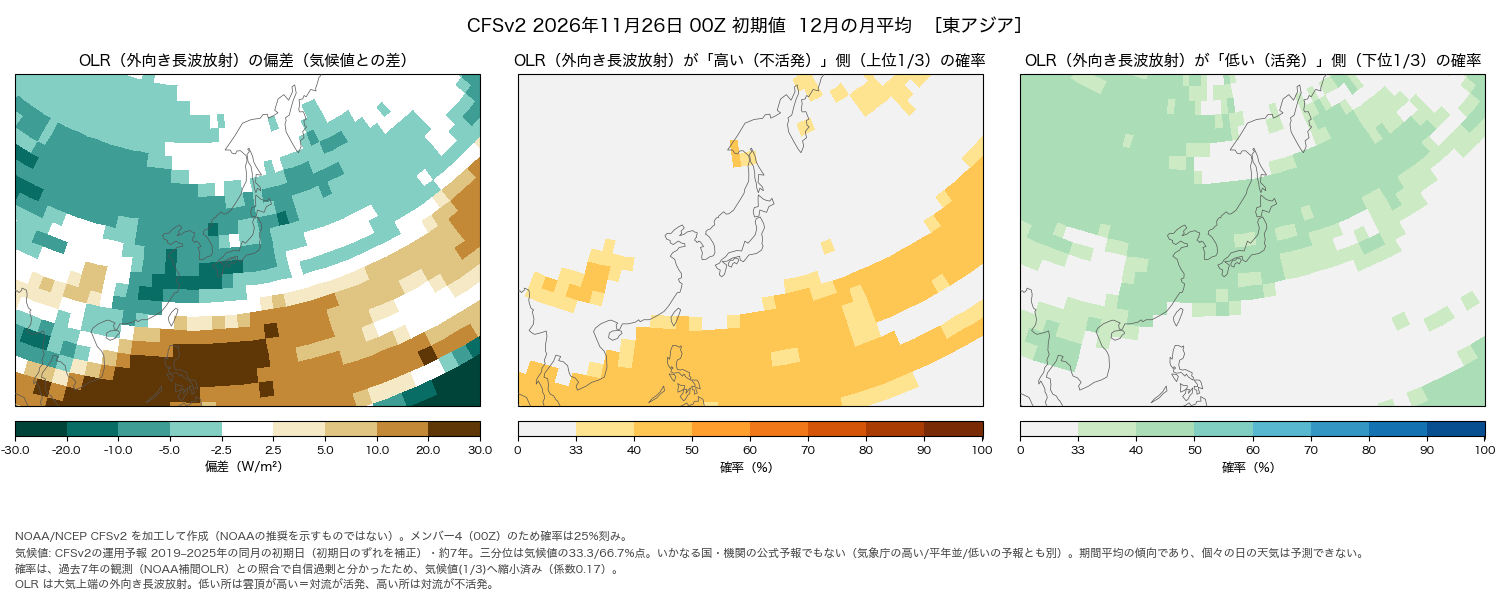 CFSv2 2026年11月26日 00Z 初期値  12月の月平均  ［東アジア］
OLR（外向き長波放射）の偏差（気候値との差）
OLR（外向き長波放射）が「高い（不活発）」側（上位1/3）の確率
OLR（外向き長波放射）が「低い（活発）」側（下位1/3）の確率
-30.0 -20.0 -10.0 -5.0 -2.5 2.5 5.0 10.0 20.0 30.0
偏差（W/m²）
0 33 40 50 60 70 80 90 100
確率（%）
0 33 40 50 60 70 80 90 100
確率（%）
NOAA/NCEP CFSv2 を加工して作成（NOAAの推奨を示すものではない）。メンバー4（00Z）のため確率は25%刻み。
気候値: CFSv2の運用予報 2019–2025年の同月の初期日（初期日のずれを補正）・約7年。三分位は気候値の33.3/66.7%点。いかなる国・機関の公式予報でもない（気象庁の高い/平年並/低いの予報とも別）。期間平均の傾向であり、個々の日の天気は予測できない。
確率は、過去7年の観測（NOAA補間OLR）との照合で自信過剰と分かったため、気候値(1/3)へ縮小済み（係数0.17）。
OLR は大気上端の外向き長波放射。低い所は雲頂が高い＝対流が活発、高い所は対流が不活発。